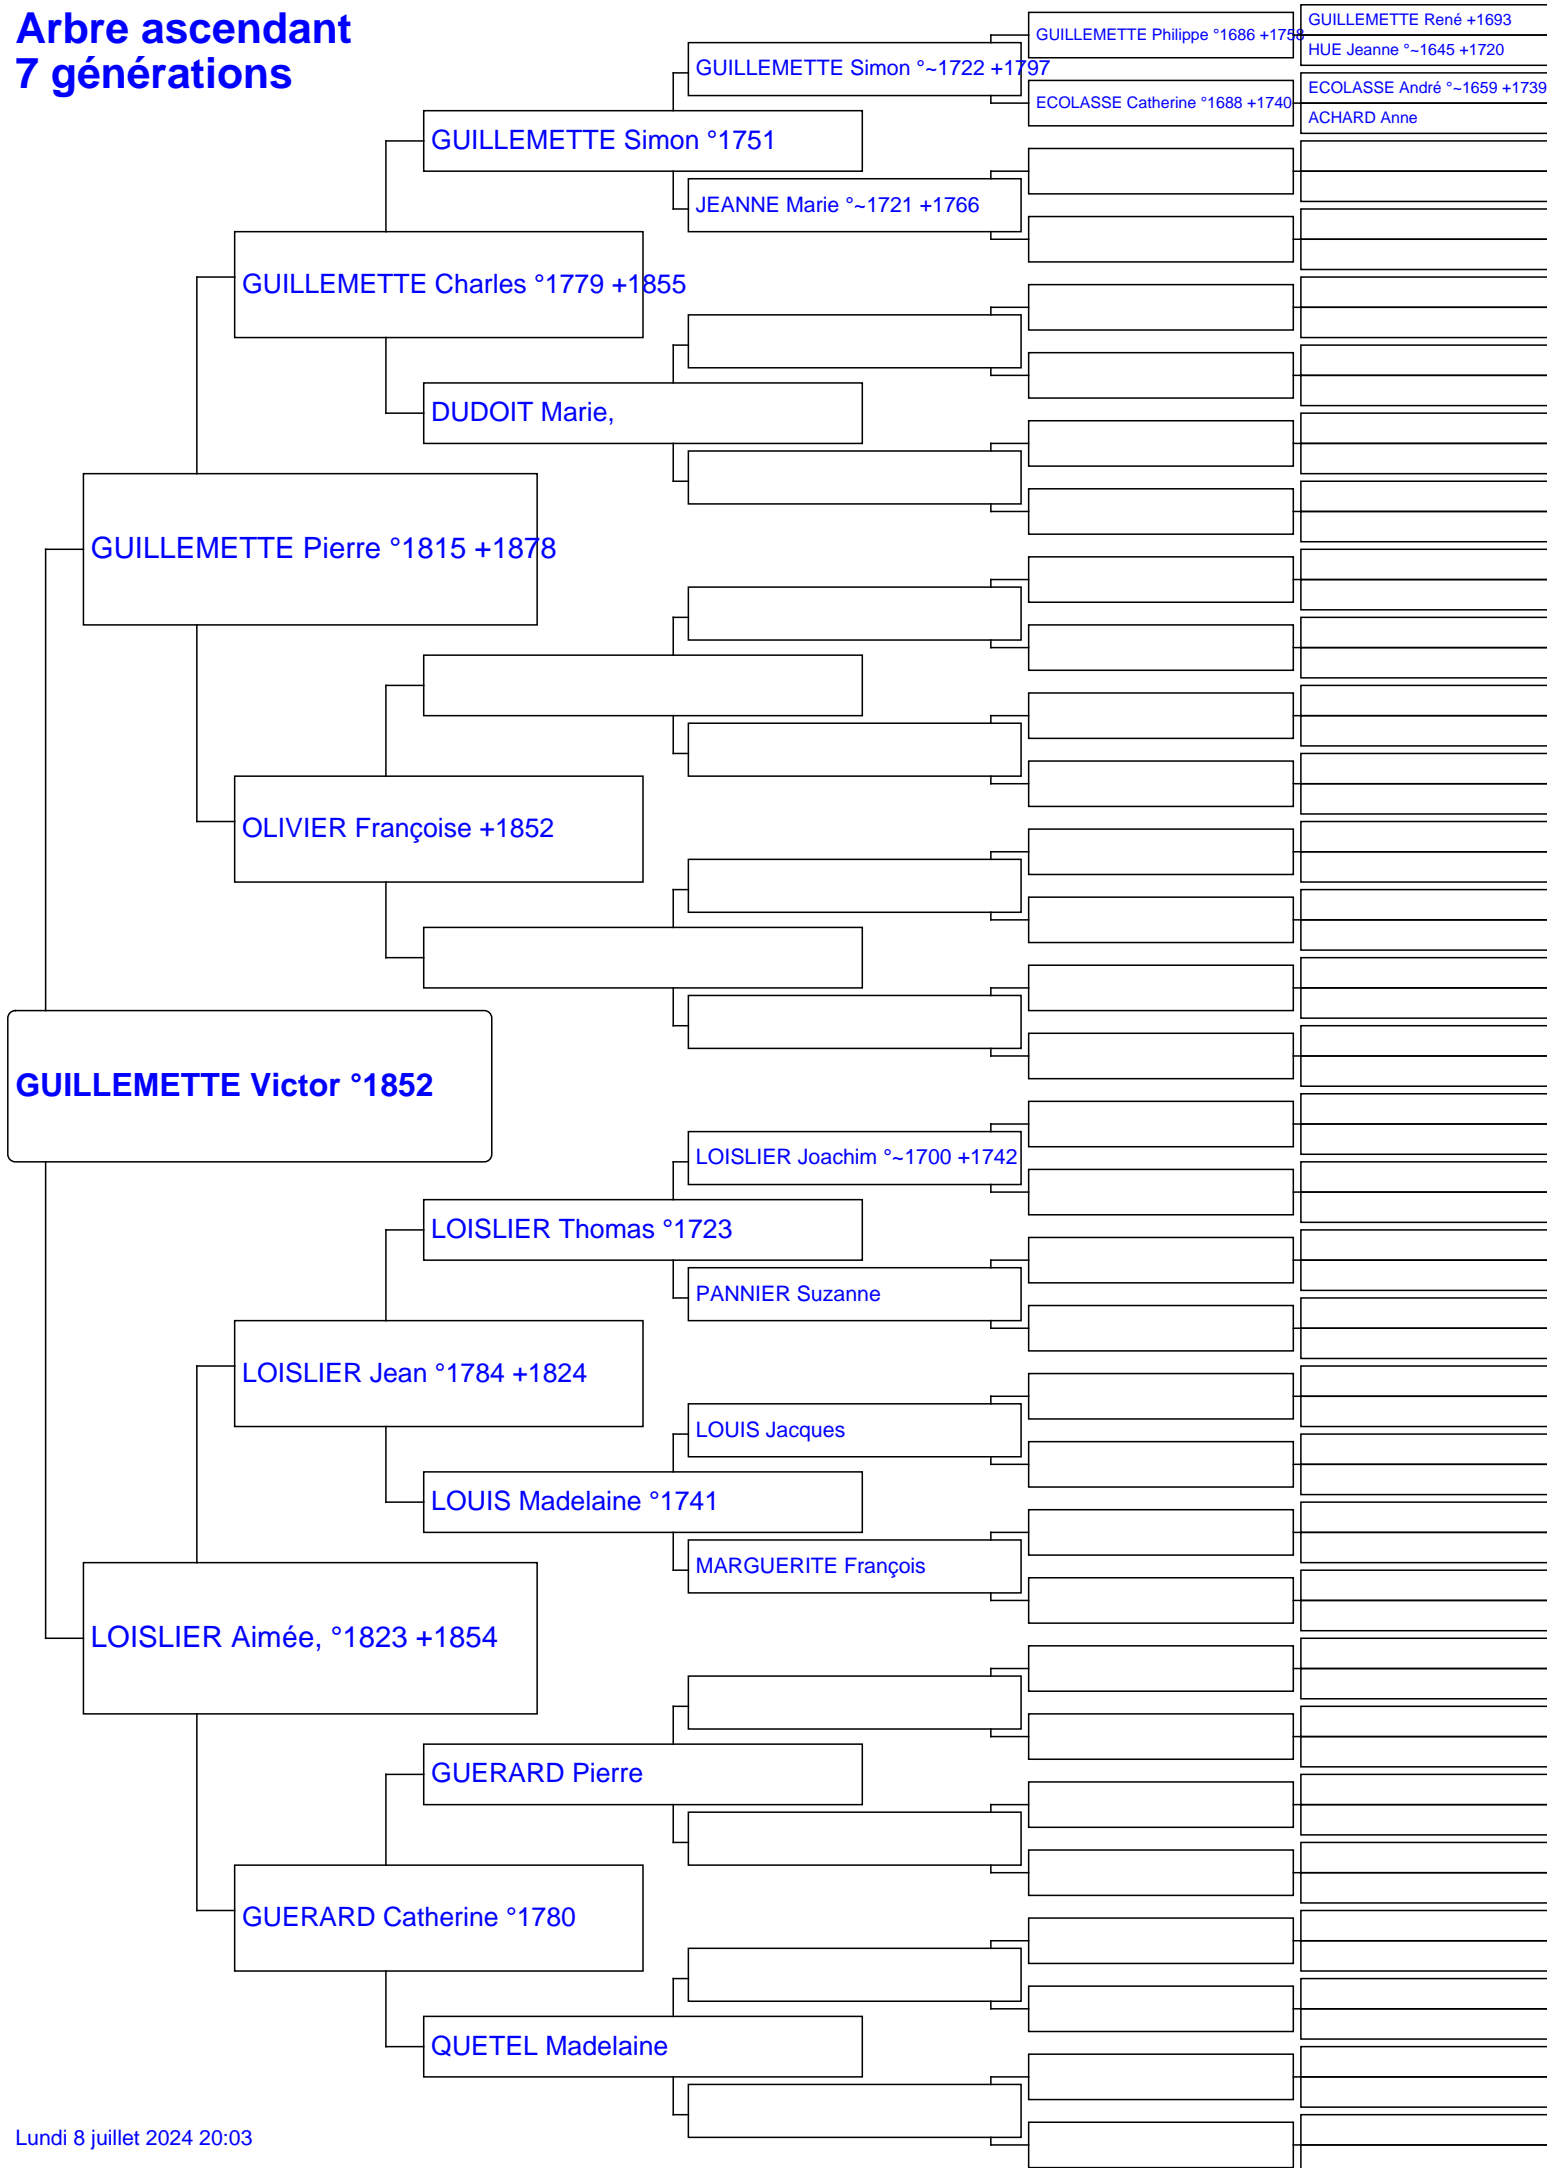 Arbre ascendant
7 générations
GUILLEMETTE René +1693
GUILLEMETTE Philippe °1686 +1758
HUE Jeanne °~1645 +1720
GUILLEMETTE Simon °~1722 +1797
ECOLASSE André °~1659 +1739
ECOLASSE Catherine °1688 +1740
ACHARD Anne
GUILLEMETTE Simon °1751
JEANNE Marie °~1721 +1766
GUILLEMETTE Charles °1779 +1855
DUDOIT Marie,
GUILLEMETTE Pierre °1815 +1878
OLIVIER Françoise +1852
GUILLEMETTE Victor °1852
LOISLIER Joachim °~1700 +1742
LOISLIER Thomas °1723
PANNIER Suzanne
LOISLIER Jean °1784 +1824
LOUIS Jacques
LOUIS Madelaine °1741
MARGUERITE François
LOISLIER Aimée, °1823 +1854
GUERARD Pierre
GUERARD Catherine °1780
QUETEL Madelaine
Lundi 8 juillet 2024 20:03